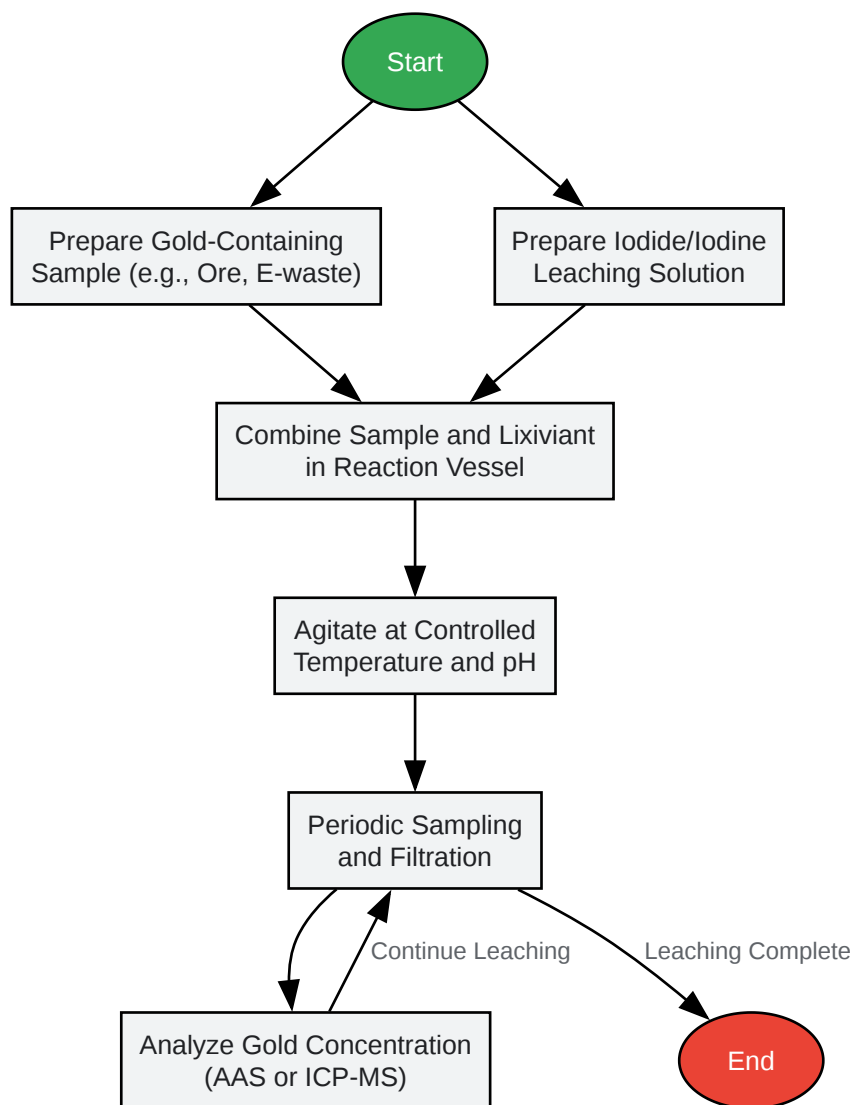 Start
Prepare Gold-Containing
Sample (e.g., Ore, E-waste)
Prepare Iodide/Iodine
Leaching Solution
Combine Sample and Lixiviant
in Reaction Vessel
Agitate at Controlled
Temperature and pH
Periodic Sampling
and Filtration
Continue Leaching
Leaching Complete
Analyze Gold Concentration
(AAS or ICP-MS)
End